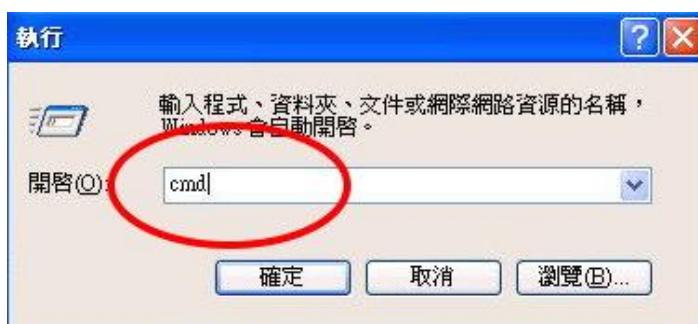 執行
輸入程式、資料夾、文件或網際網路資源的名稱，
Windows 會自動開啓。
開啓(O):
cmd
確定
取消
瀏覽(B)...